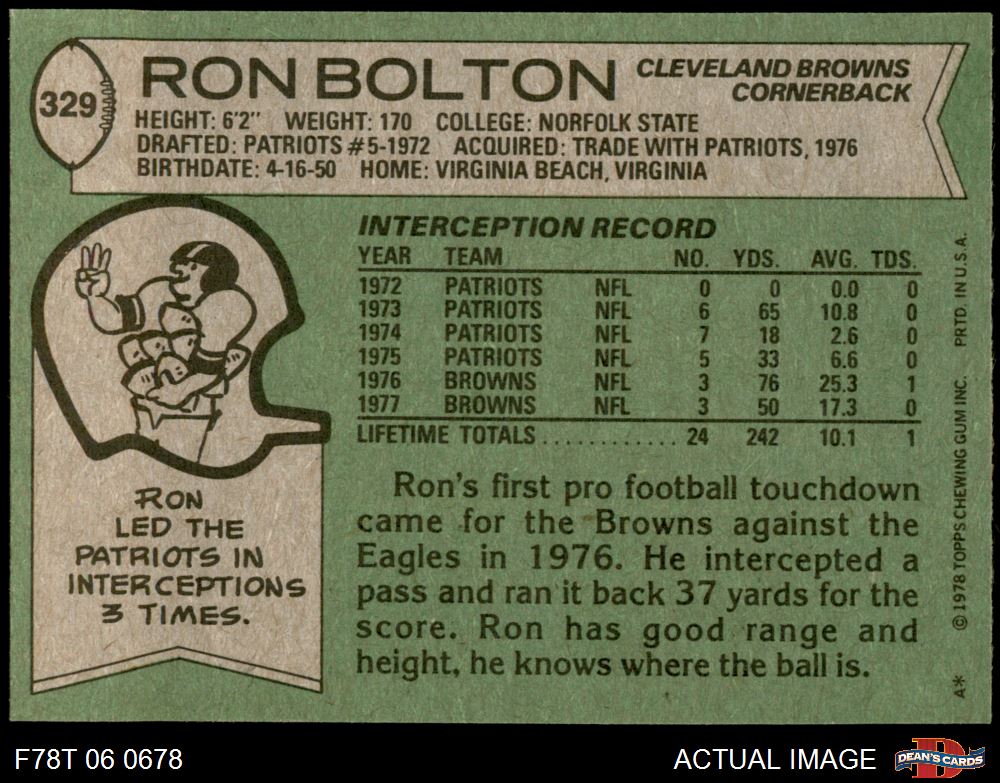 329
RON BOLTON
CLEVELAND BROWNS
CORNERBACK
HEIGHT: 6'2" WEIGHT: 170 COLLEGE: NORFOLK STATE
DRAFTED: PATRIOTS #5-1972 ACQUIRED: TRADE WITH PATRIOTS, 1976
BIRTHDATE: 4-16-50 HOME: VIRGINIA BEACH, VIRGINIA
INTERCEPTION RECORD
YEAR TEAM NO. YDS. AVG. TDS.
1972 PATRIOTS NFL 0 0 0.0 0
1973 PATRIOTS NFL 6 65 10.8 0
1974 PATRIOTS NFL 7 18 2.6 0
1975 PATRIOTS NFL 5 33 6.6 0
1976 BROWNS NFL 3 76 25.3 1
1977 BROWNS NFL 3 50 17.3 0
LIFETIME TOTALS ............. 24 242 10.1 1
RON
LED THE
PATRIOTS IN
INTERCEPTIONS
3 TIMES.
Ron's first pro football touchdown
came for the Browns against the
Eagles in 1976. He intercepted a
pass and ran it back 37 yards for the
score. Ron has good range and
height, he knows where the ball is.
A* © 1978 TOPPS CHEWING GUM INC. PRTD. IN U.S.A.
F78T 06 0678
ACTUAL IMAGE
D
DEAN'S CARDS